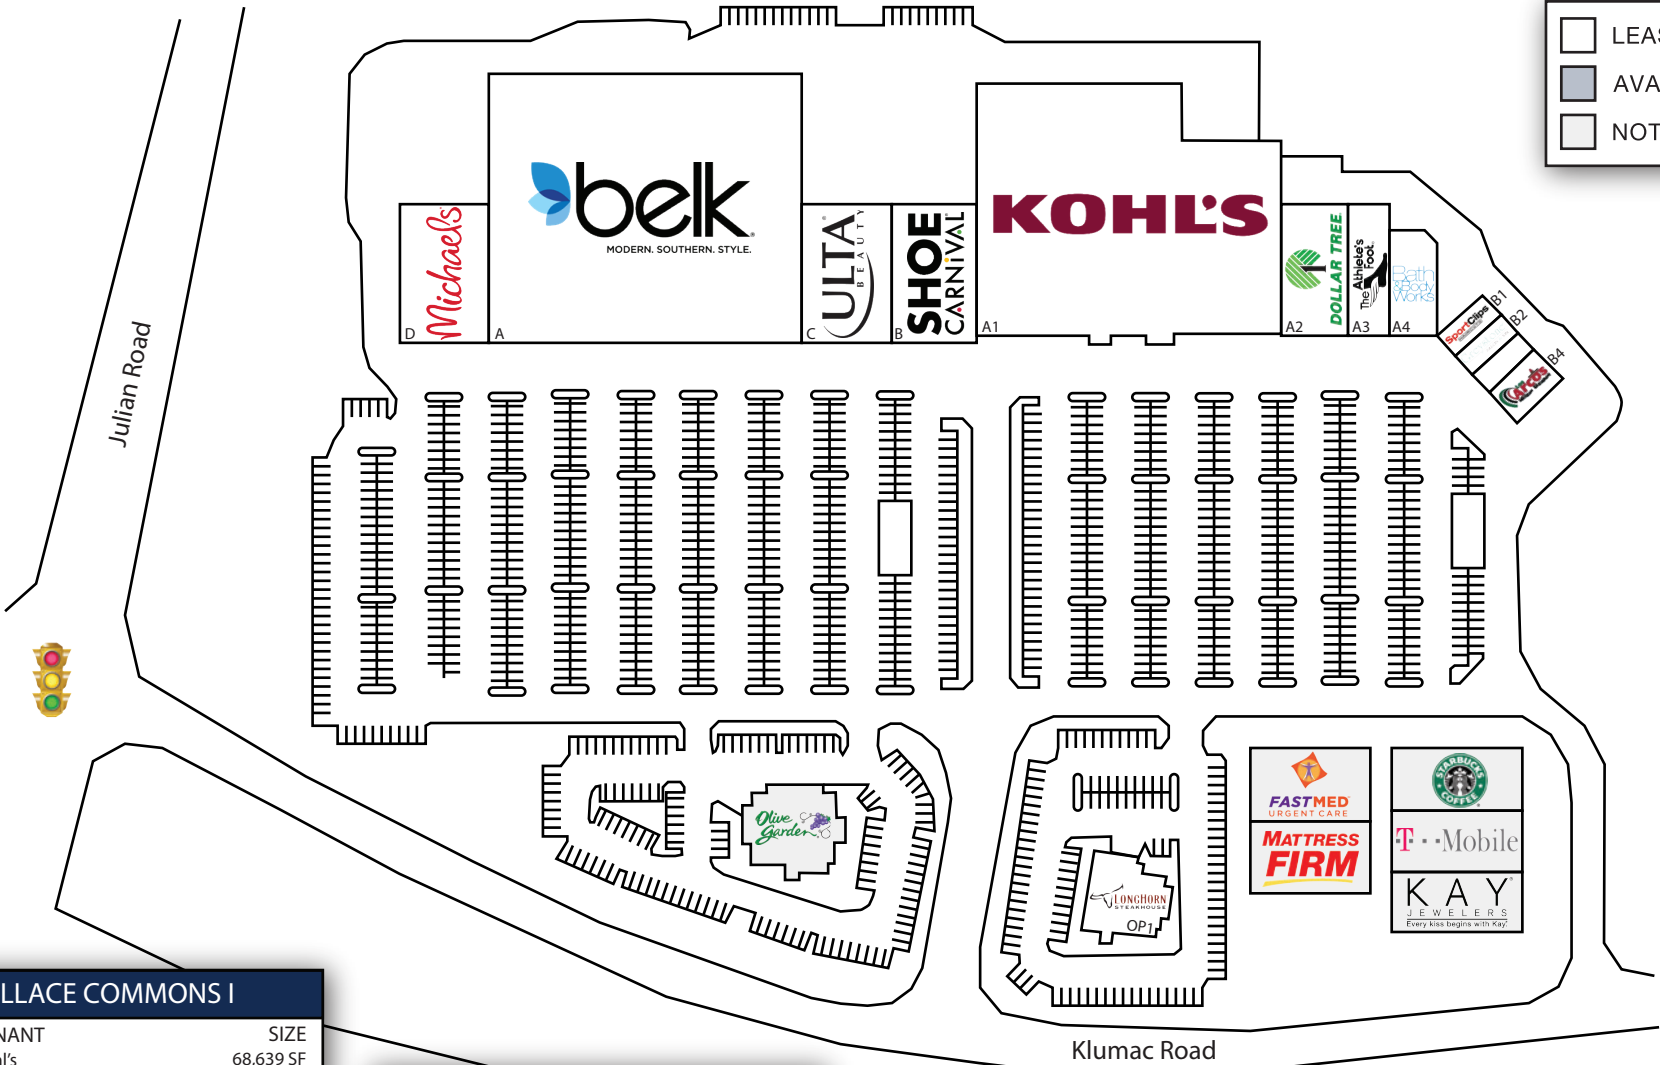 LEAS
AVA
NOT
belk
MODERN. SOUTHERN. STYLE.
KOHL'S
Michaels
ULTA
BEAUTY
SHOE
CARNIVAL
DOLLAR TREE
The Athlete's
Foot.
Bath
&Body
Works
D
A
C
B
A1
A2
A3
A4
B1
B2
B4
SportClips
Arcos
Julian Road
Olive
Garden
LONGHORN
STEAKHOUSE
OP1
FASTMED
URGENT CARE
MATTRESS
FIRM
STARBUCKS
COFFEE
T··Mobile
KAY
JEWELERS
Every kiss begins with Kay.
LLACE COMMONS I
NANT SIZE
l's 68,639 SF
Klumac Road